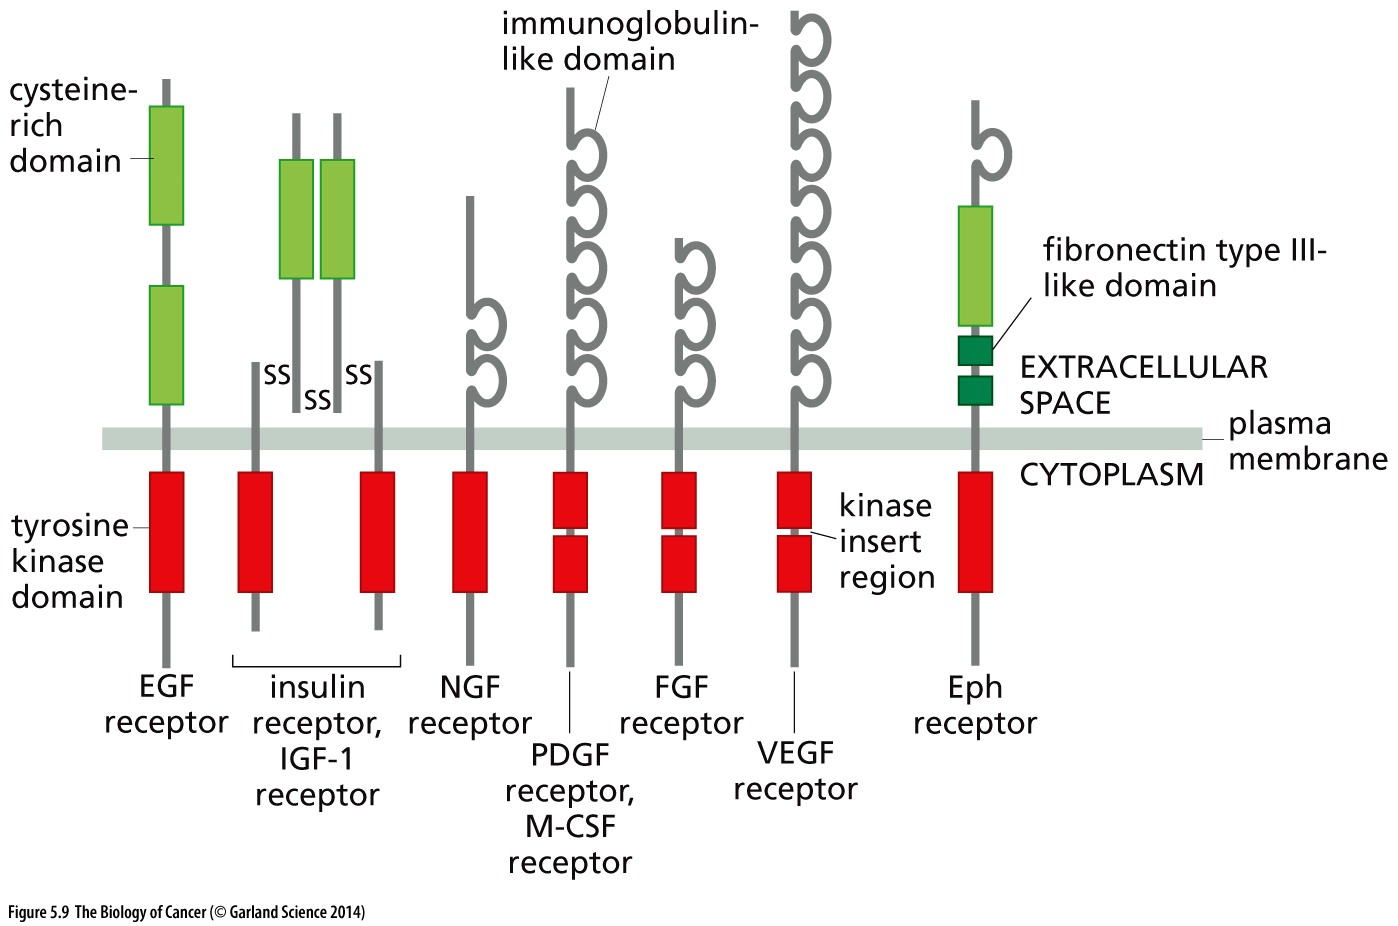 immunoglobulin-
like domain
cysteine-
rich
domain
fibronectin type III-
like domain
SS
SS
SS
EXTRACELLULAR
SPACE
plasma
membrane
CYTOPLASM
tyrosine
kinase
domain
kinase
insert
region
EGF
receptor
insulin
receptor,
IGF-1
receptor
NGF
receptor
PDGF
receptor,
M-CSF
receptor
FGF
receptor
VEGF
receptor
Eph
receptor
Figure 5.9 The Biology of Cancer (© Garland Science 2014)